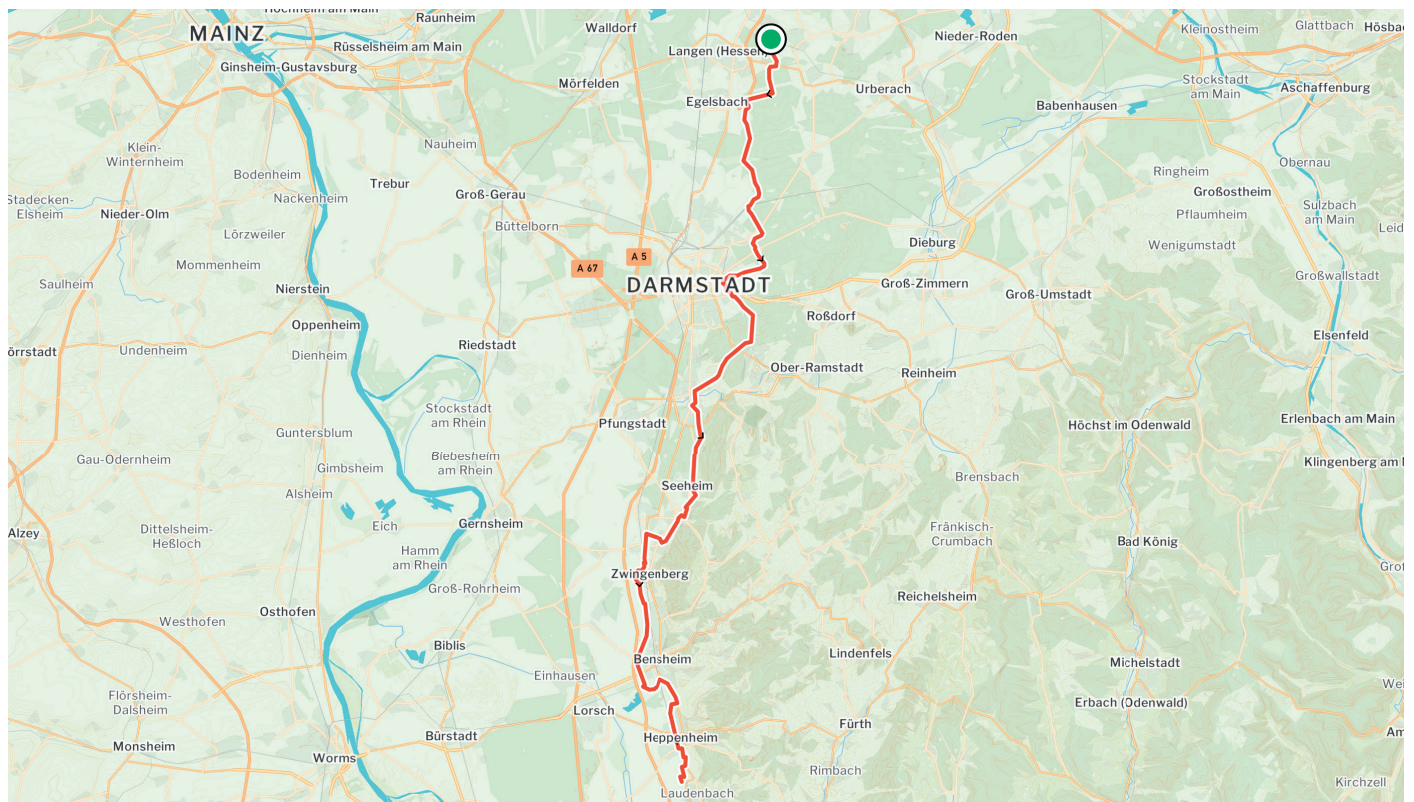 Hochheim am Main
Raunheim
Walldorf
Nieder-Roden
Kleinostheim
Glattbach
MAINZ
Rüsselsheim am Main
Langen (Hessen)
Ginsheim-Gustavsburg
Mörfelden
Urberach
Stockstadt
am Main
Aschaffenburg
Egelsbach
Babenhausen
Klein-
Winternheim
Nauheim
Obernau
Bodenheim
Trebur
Ringheim
Nackenheim
Groß-Gerau
Großostheim
Stadecken-
Elsheim
Nieder-Olm
Pflaumheim
Sulzbach
am Main
Büttelborn
Lörzweiler
Dieburg
Wenigumstadt
A 5
Mommenheim
A 67
Großwallstadt
Saulheim
Nierstein
DARMSTADT
Groß-Zimmern
Groß-Umstadt
Oppenheim
Roßdorf
Elsenfeld
Undenheim
Dienheim
Riedstadt
Ober-Ramstadt
Reinheim
Stockstadt
am Rhein
Pfungstadt
Höchst im Odenwald
Erlenbach am Main
Guntersblum
Gau-Odernheim
Gimbsheim
Biebesheim
am Rhein
Klingenberg am
Brensbach
Seeheim
Alsheim
Eich
Gernsheim
Alzey
Dittelsheim-
Heßloch
Fränkisch-
Crumbach
Bad König
Hamm
am Rhein
Zwingenberg
Groß-Rohrheim
Reichelsheim
Osthofen
Westhofen
Biblis
Bensheim
Lindenfels
Michelstadt
Einhausen
Flörsheim-
Dalsheim
Lorsch
Erbach (Odenwald)
Fürth
Monsheim
Bürstadt
Heppenheim
Worms
Rimbach
Laudenbach
Kirchzell